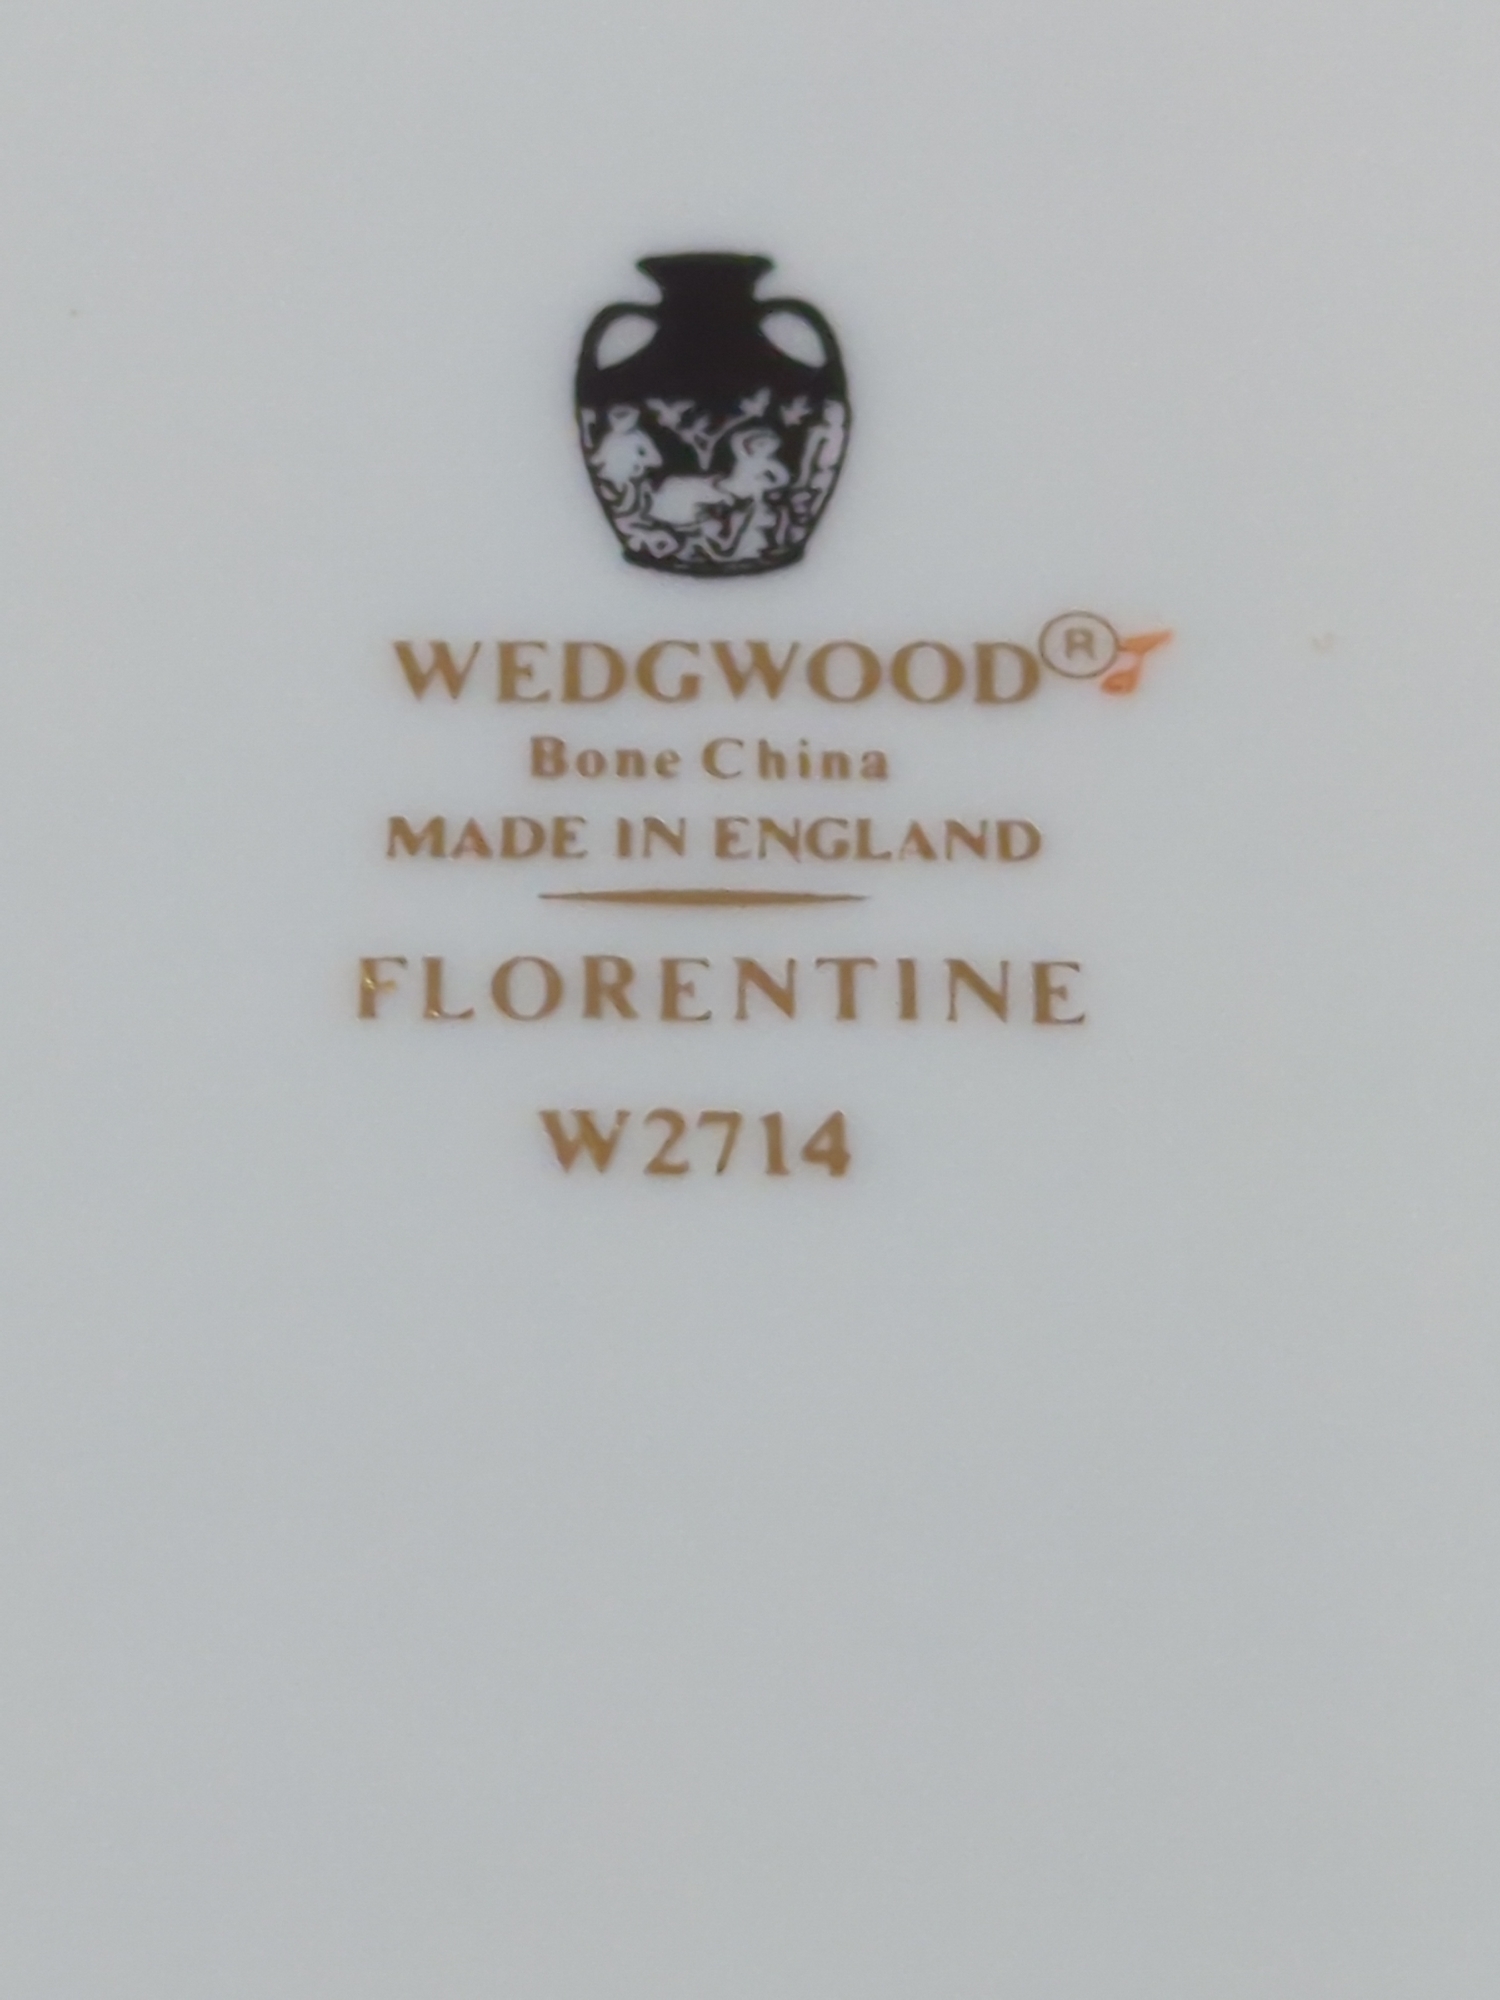 WEDGWOOD®
Bone China
MADE IN ENGLAND
FLORENTINE
W2714